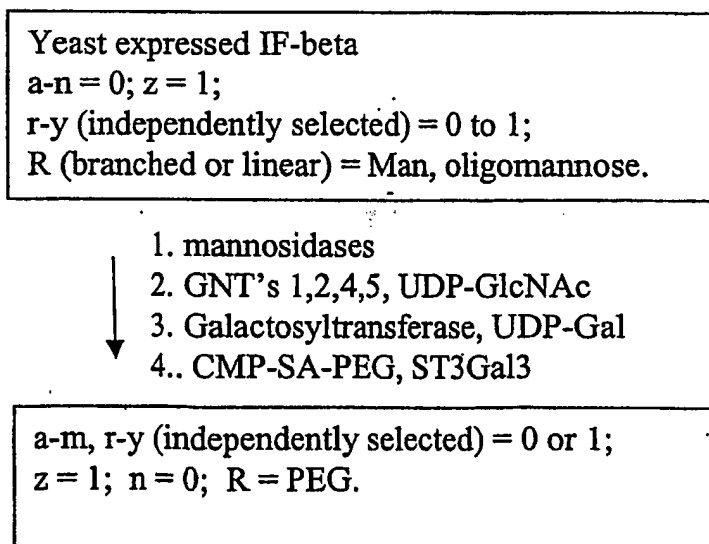 Yeast expressed IF-beta
a-n = 0; z = 1;
r-y (independently selected) = 0 to 1;
R (branched or linear) = Man, oligomannose.
1. mannosidases
2. GNT's 1,2,4,5, UDP-GlcNAc
3. Galactosyltransferase, UDP-Gal
4.. CMP-SA-PEG, ST3Gal3
a-m, r-y (independently selected) = 0 or 1;
z = 1; n = 0; R = PEG.